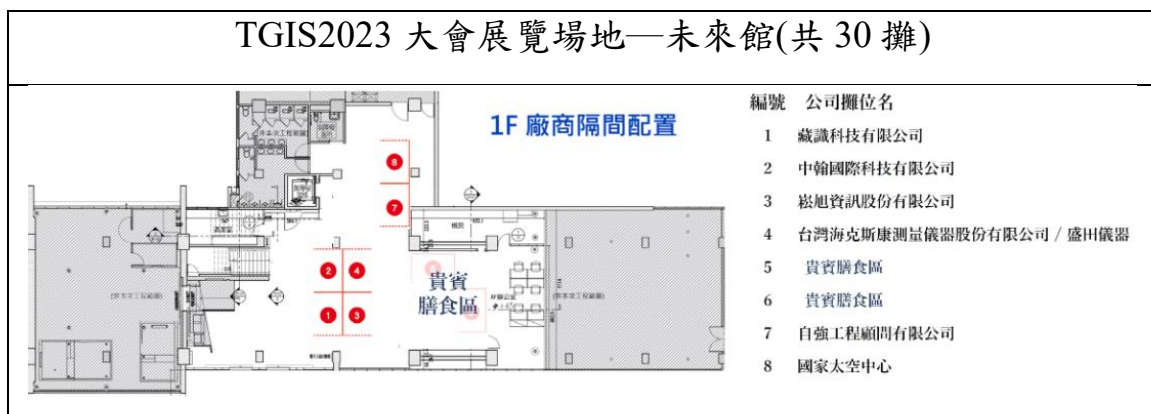 TGIS2023 大會展覽場地—未來館(共 30 攤)
1F 廠商隔間配置
8
7
2
4
1
3
貴賓
膳食區
編號 公司攤位名
1 藏識科技有限公司
2 中翰國際科技有限公司
3 崧旭資訊股份有限公司
4 台灣海克斯康測量儀器股份有限公司 / 盛田儀器
5 貴賓膳食區
6 貴賓膳食區
7 自強工程顧問有限公司
8 國家太空中心